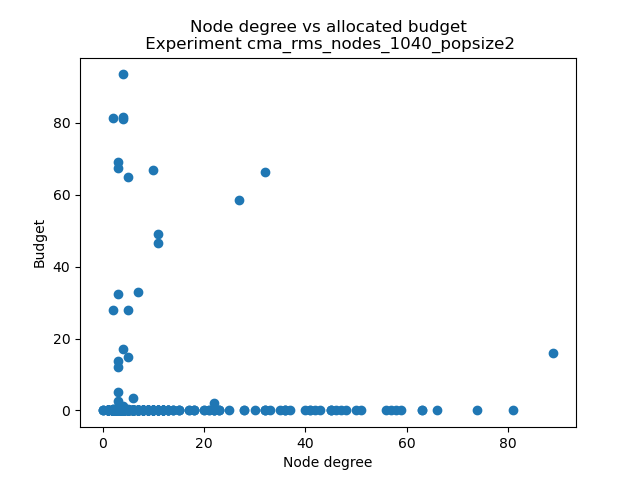 Node degree vs allocated budget
Experiment cma_rms_nodes_1040_popsize2
Budget
80
60
40
20
0
0 20 40 60 80
Node degree